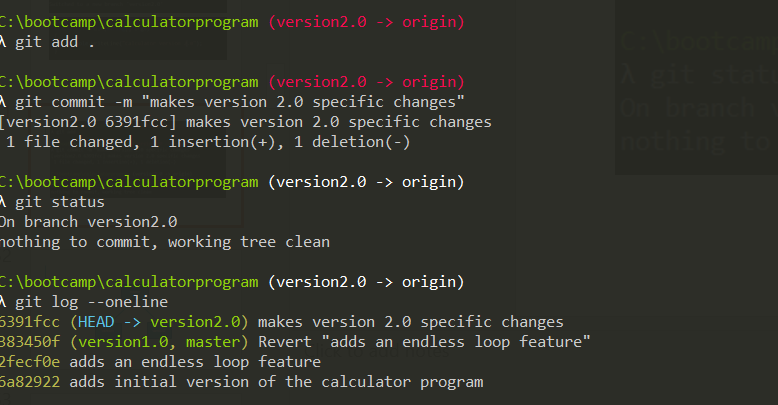 C:\bootcamp\calculatorprogram (version2.0 -> origin)
λ git add .
C:\bootcamp\calculatorprogram (version2.0 -> origin)
λ git commit -m "makes version 2.0 specific changes"
[version2.0 6391fcc] makes version 2.0 specific changes
1 file changed, 1 insertion(+), 1 deletion(-)
C:\bootcamp\calculatorprogram (version2.0 -> origin)
λ git status
On branch version2.0
nothing to commit, working tree clean
C:\bootcamp\calculatorprogram (version2.0 -> origin)
λ git log --oneline
6391fcc (HEAD -> version2.0) makes version 2.0 specific changes
383450f (version1.0, master) Revert "adds an endless loop feature"
2fecf0e adds an endless loop feature
6a82922 adds initial version of the calculator program
C:\bootcamp
λ git stat
On branch
nothing to